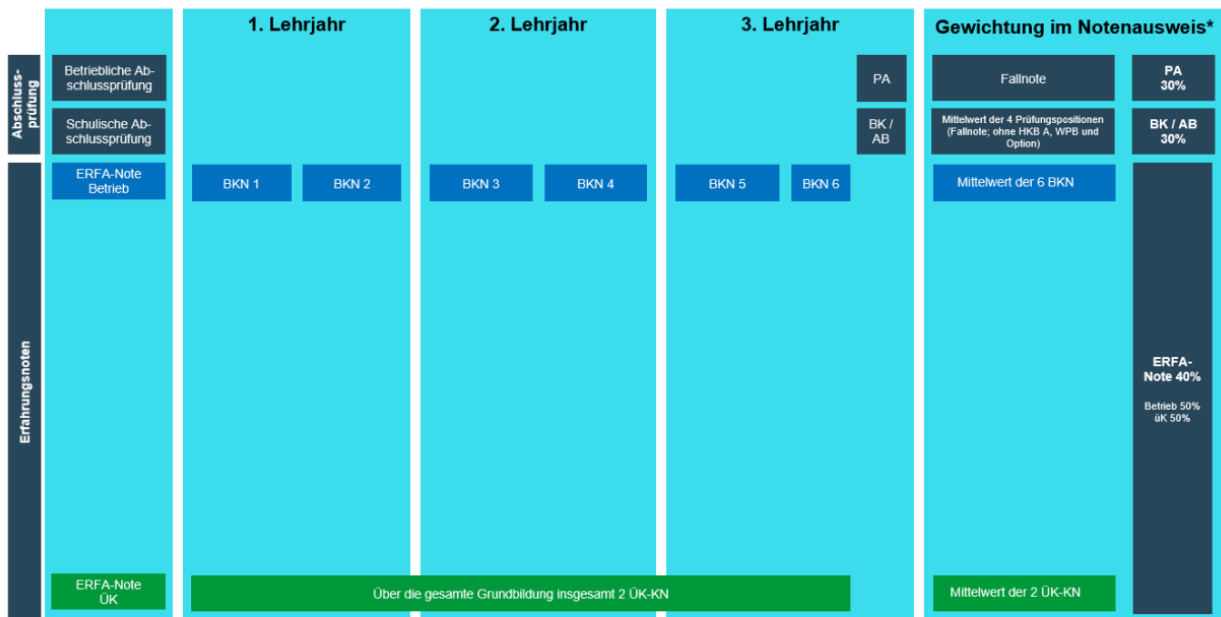 1. Lehrjahr
2. Lehrjahr
3. Lehrjahr
Gewichtung im Notenausweis*
Abschluss-
prüfung
Betriebliche Ab-
schlussprüfung
PA
Fallnote
PA
30%
Schulische Ab-
schlussprüfung
BK /
AB
Mittelwert der 4 Prüfungspositionen
(Fallnote; ohne HKB A, WPB und
Option)
BK / AB
30%
Erfahrungsnoten
ERFA-Note
Betrieb
BKN 1
BKN 2
BKN 3
BKN 4
BKN 5
BKN 6
Mittelwert der 6 BKN
ERFA-
Note 40%
Betrieb 50%
üK 50%
ERFA-Note
ÜK
Über die gesamte Grundbildung insgesamt 2 ÜK-KN
Mittelwert der 2 ÜK-KN